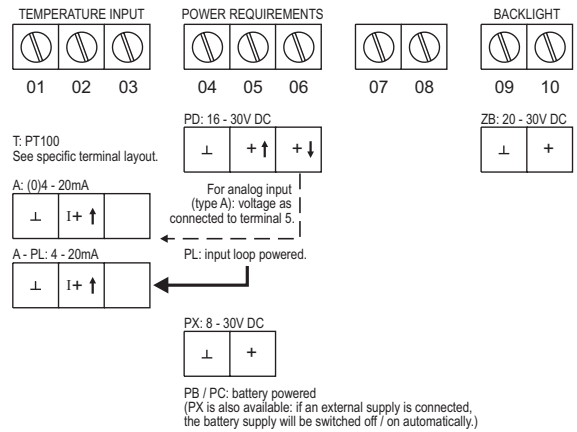 TEMPERATURE INPUT
POWER REQUIREMENTS
BACKLIGHT
01 02 03 04 05 06 07 08 09 10
T: PT100
See specific terminal layout.
PD: 16 - 30V DC
⊥ +↑ +↓
ZB: 20 - 30V DC
⊥ +
For analog input
(type A): voltage as
connected to terminal 5.
A: (0)4 - 20mA
⊥ I+ ↑
PL: input loop powered.
A - PL: 4 - 20mA
⊥ I+ ↑
PX: 8 - 30V DC
⊥ +
PB / PC: battery powered
(PX is also available: if an external supply is connected,
the battery supply will be switched off / on automatically.)